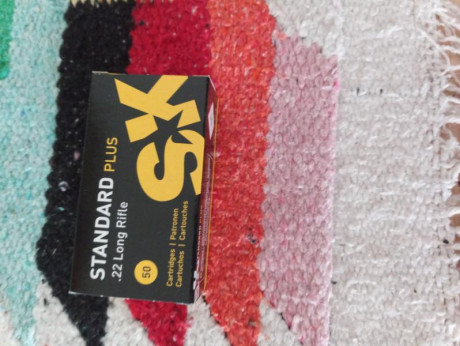 SK
STANDARD PLUS
.22 Long Rifle
50
Cartridges | Patronen
Cartuchos | Cartouches